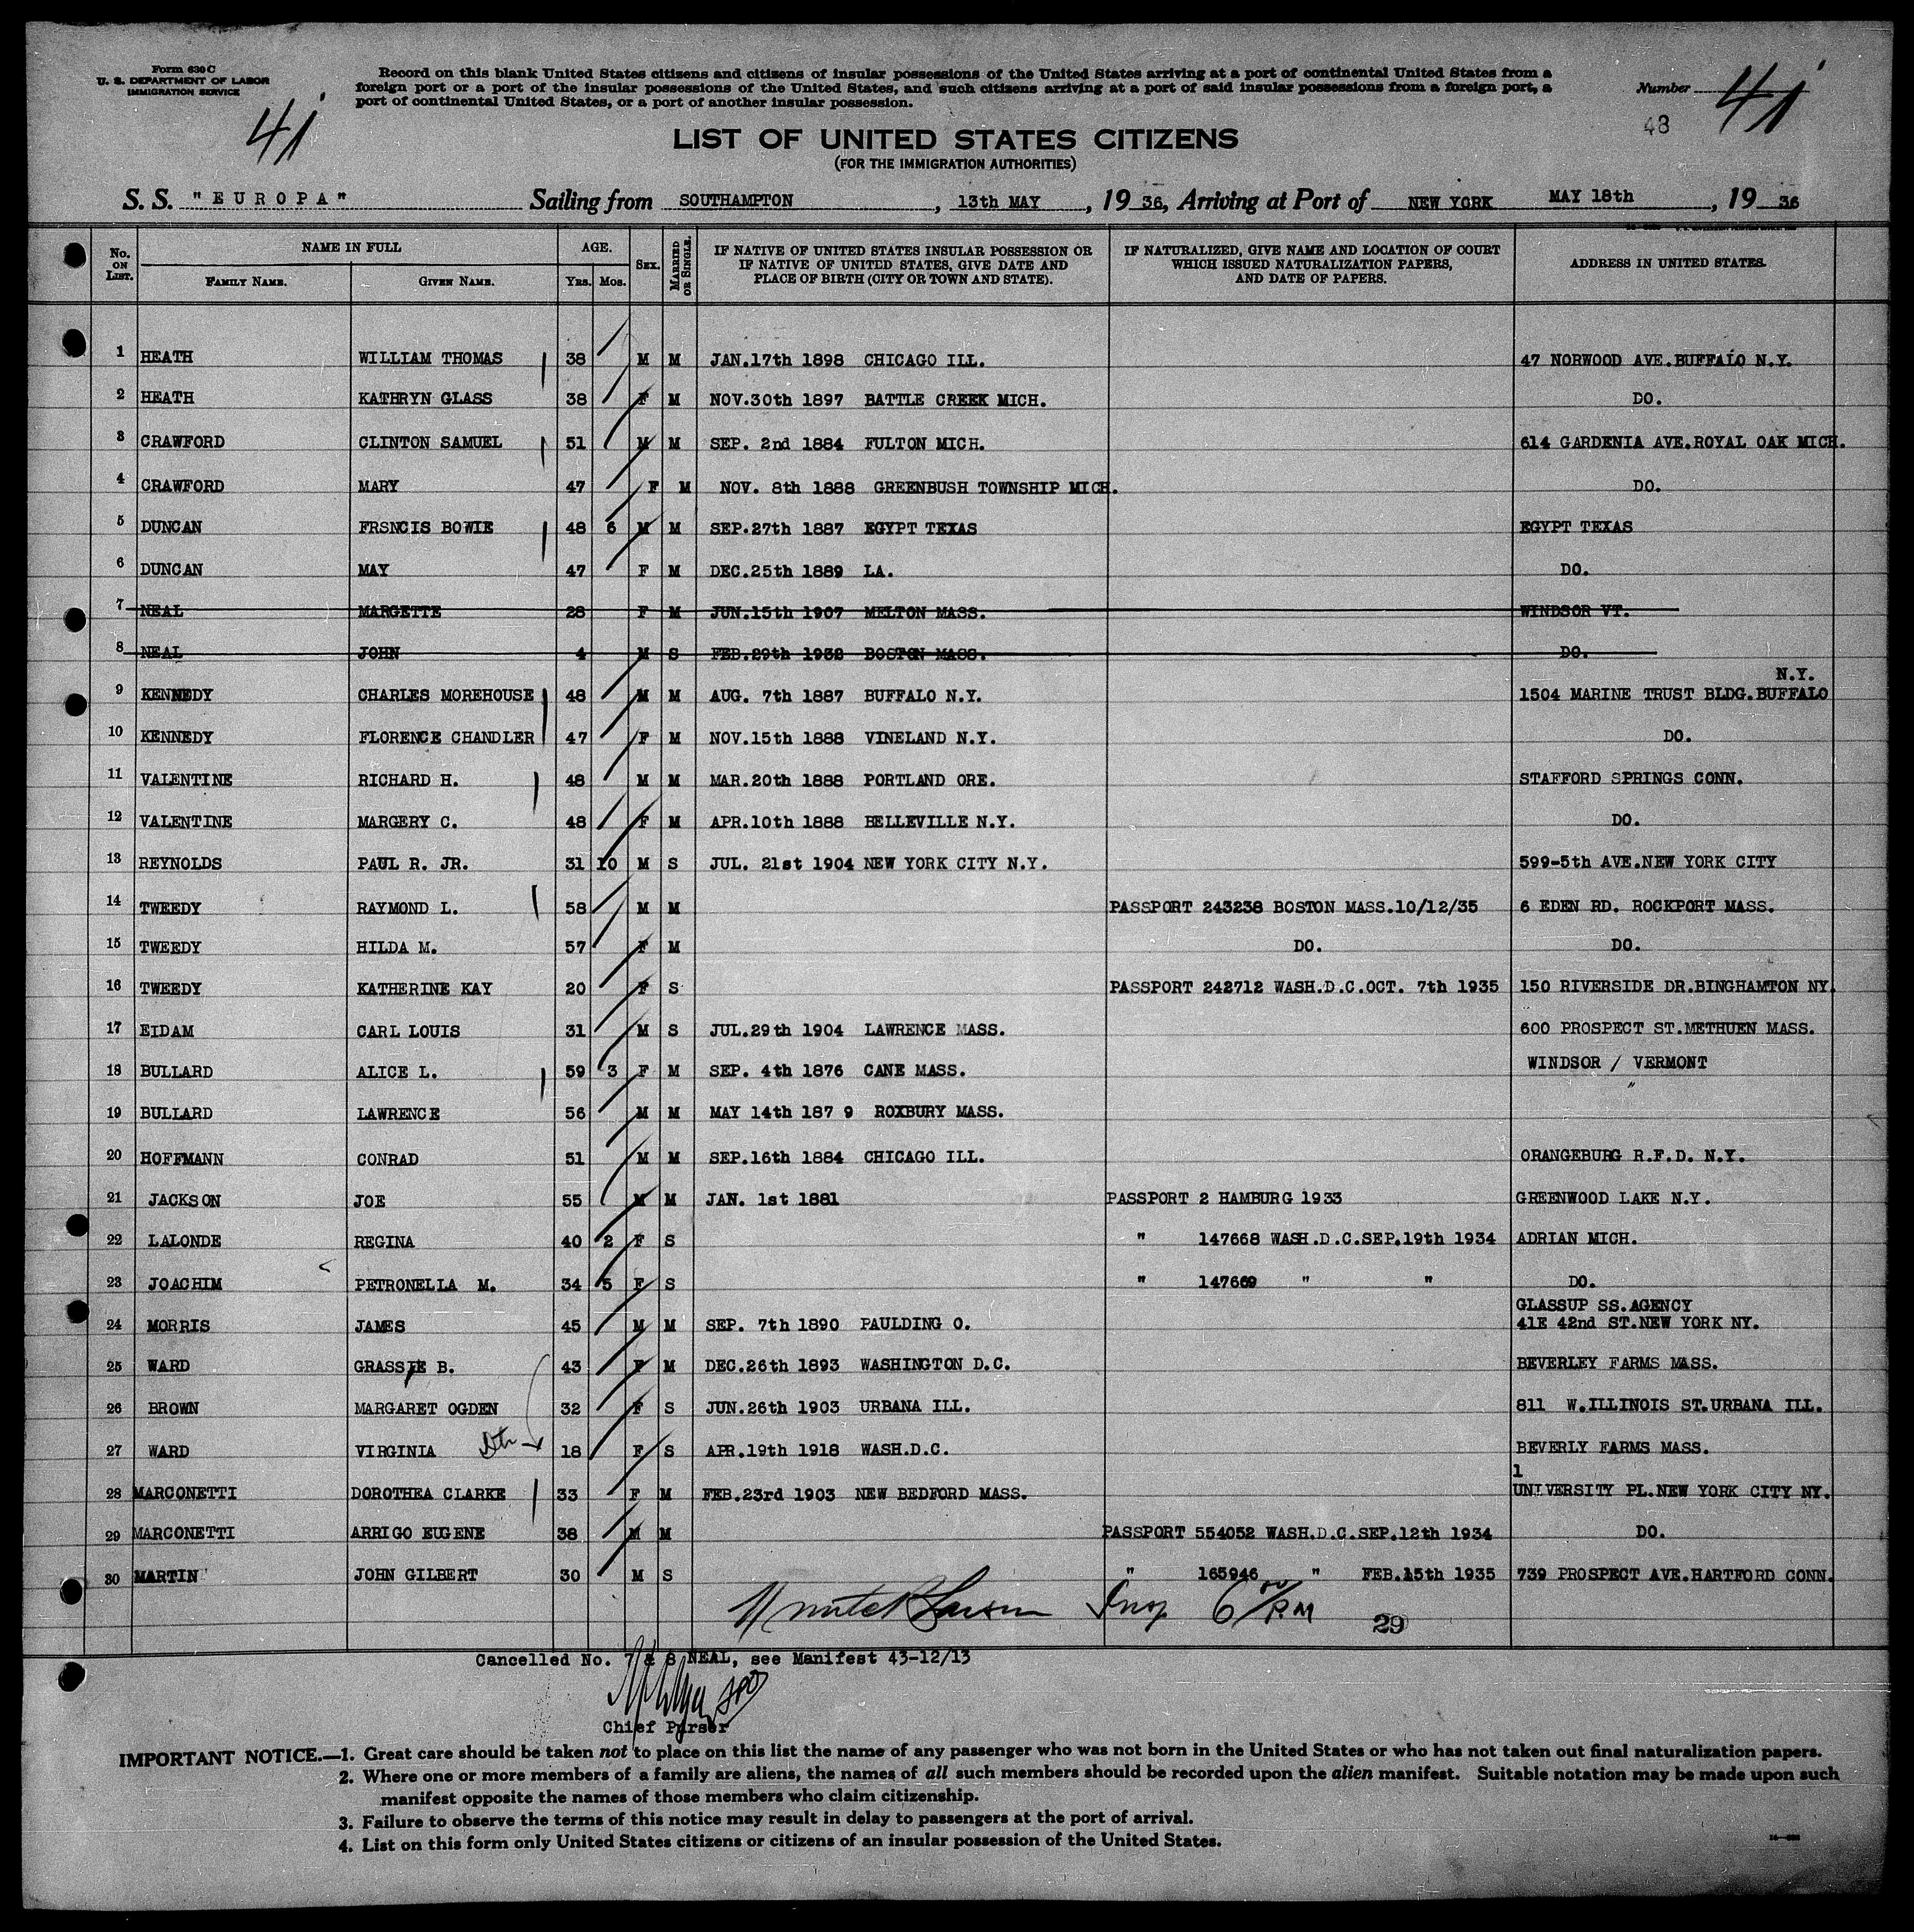 Form 630 C
U. S. DEPARTMENT OF LABOR
IMMIGRATION SERVICE
Record on this blank United States citizens and citizens of insular possessions of the United States arriving at a port of continental United States from a
foreign port or a port of the insular possessions of the United States, and such citizens arriving at a port of said insular possessions from a foreign port, a
port of continental United States, or a port of another insular possession.
Number
48
LIST OF UNITED STATES CITIZENS
(FOR THE IMMIGRATION AUTHORITIES)
S. S. "EUROPA" Sailing from SOUTHAMPTON, 13th MAY, 19 36, Arriving at Port of NEW YORK MAY 18th, 19 36
No. ON LIST. NAME IN FULL FAMILY NAME. GIVEN NAME. AGE. YRS. MOS. SEX. MARRIED OR SINGLE. IF NATIVE OF UNITED STATES INSULAR POSSESSION OR IF NATIVE OF UNITED STATES, GIVE DATE AND PLACE OF BIRTH (CITY OR TOWN AND STATE). IF NATURALIZED, GIVE NAME AND LOCATION OF COURT WHICH ISSUED NATURALIZATION PAPERS, AND DATE OF PAPERS. ADDRESS IN UNITED STATES.
1 HEATH WILLIAM THOMAS 38 M M JAN.17th 1898 CHICAGO ILL. 47 NORWOOD AVE.BUFFALO N.Y.
2 HEATH KATHRYN GLASS 38 F M NOV.30th 1897 BATTLE CREEK MICH. DO.
3 CRAWFORD CLINTON SAMUEL 51 M M SEP. 2nd 1884 FULTON MICH. 614 GARDENIA AVE.ROYAL OAK MICH.
4 CRAWFORD MARY 47 F M NOV. 8th 1888 GREENBUSH TOWNSHIP MICH. DO.
5 DUNCAN FRSNCIS BOWIE 48 6 M M SEP.27th 1887 EGYPT TEXAS EGYPT TEXAS
6 DUNCAN MAY 47 F M DEC.25th 1889 LA. DO.
7 NEAL MARGETTE 28 F M JUN.15th 1907 MELTON MASS. WINDSOR VT.
8 NEAL JOHN 4 M S FEB.29th 1932 BOSTON MASS. DO.
9 KENNEDY CHARLES MOREHOUSE 48 M M AUG. 7th 1887 BUFFALO N.Y. 1504 MARINE TRUST BLDG.BUFFALO N.Y.
10 KENNEDY FLORENCE CHANDLER 47 F M NOV.15th 1888 VINELAND N.Y. DO.
11 VALENTINE RICHARD H. 48 M M MAR.20th 1888 PORTLAND ORE. STAFFORD SPRINGS CONN.
12 VALENTINE MARGERY C. 48 F M APR.10th 1888 BELLEVILLE N.Y. DO.
13 REYNOLDS PAUL R. JR. 31 10 M S JUL. 21st 1904 NEW YORK CITY N.Y. 599-5th AVE.NEW YORK CITY
14 TWEEDY RAYMOND L. 58 M M PASSPORT 243238 BOSTON MASS.10/12/35 6 EDEN RD. ROCKPORT MASS.
15 TWEEDY HILDA M. 57 F M DO. DO.
16 TWEEDY KATHERINE KAY 20 F S PASSPORT 242712 WASH.D.C.OCT. 7th 1935 150 RIVERSIDE DR.BINGHAMTON NY.
17 EIDAM CARL LOUIS 31 M S JUL.29th 1904 LAWRENCE MASS. 600 PROSPECT ST.METHUEN MASS.
18 BULLARD ALICE L. 59 3 F M SEP. 4th 1876 CANE MASS. WINDSOR / VERMONT
19 BULLARD LAWRENCE 56 M M MAY 14th 187 9 ROXBURY MASS. "
20 HOFFMANN CONRAD 51 M M SEP.16th 1884 CHICAGO ILL. ORANGEBURG R.F.D. N.Y.
21 JACKSON JOE 55 M M JAN. 1st 1881 PASSPORT 2 HAMBURG 1933 GREENWOOD LAKE N.Y.
22 LALONDE REGINA 40 2 F S " 147668 WASH.D.C.SEP.19th 1934 ADRIAN MICH.
23 JOACHIM PETRONELLA M. 34 5 F S " 147669 " " DO.
24 MORRIS JAMES 45 M M SEP. 7th 1890 PAULDING O. GLASSUP SS.AGENCY 41E 42nd ST.NEW YORK NY.
25 WARD GRASSIE B. 43 F M DEC.26th 1893 WASHINGTON D.C. BEVERLEY FARMS MASS.
26 BROWN MARGARET OGDEN 32 F S JUN.26th 1903 URBANA ILL. 811 W.ILLINOIS ST.URBANA ILL.
27 WARD VIRGINIA 18 F S APR.19th 1918 WASH.D.C. BEVERLY FARMS MASS.
28 MARCONETTI DOROTHEA CLARKE 33 F M FEB.23rd 1903 NEW BEDFORD MASS. 1 UNIVERSITY PL.NEW YORK CITY NY.
29 MARCONETTI ARRIGO EUGENE 38 M M PASSPORT 554052 WASH.D.C.SEP.12th 1934 DO.
30 MARTIN JOHN GILBERT 30 M S " 165946 " FEB.15th 1935 739 PROSPECT AVE.HARTFORD CONN.
Insp 6 00/PM 29
Cancelled No. 7 & 8 NEAL, see Manifest 43-12/13
Chief Purser
IMPORTANT NOTICE.—1. Great care should be taken not to place on this list the name of any passenger who was not born in the United States or who has not taken out final naturalization papers.
2. Where one or more members of a family are aliens, the names of all such members should be recorded upon the alien manifest. Suitable notation may be made upon such
manifest opposite the names of those members who claim citizenship.
3. Failure to observe the terms of this notice may result in delay to passengers at the port of arrival.
4. List on this form only United States citizens or citizens of an insular possession of the United States.